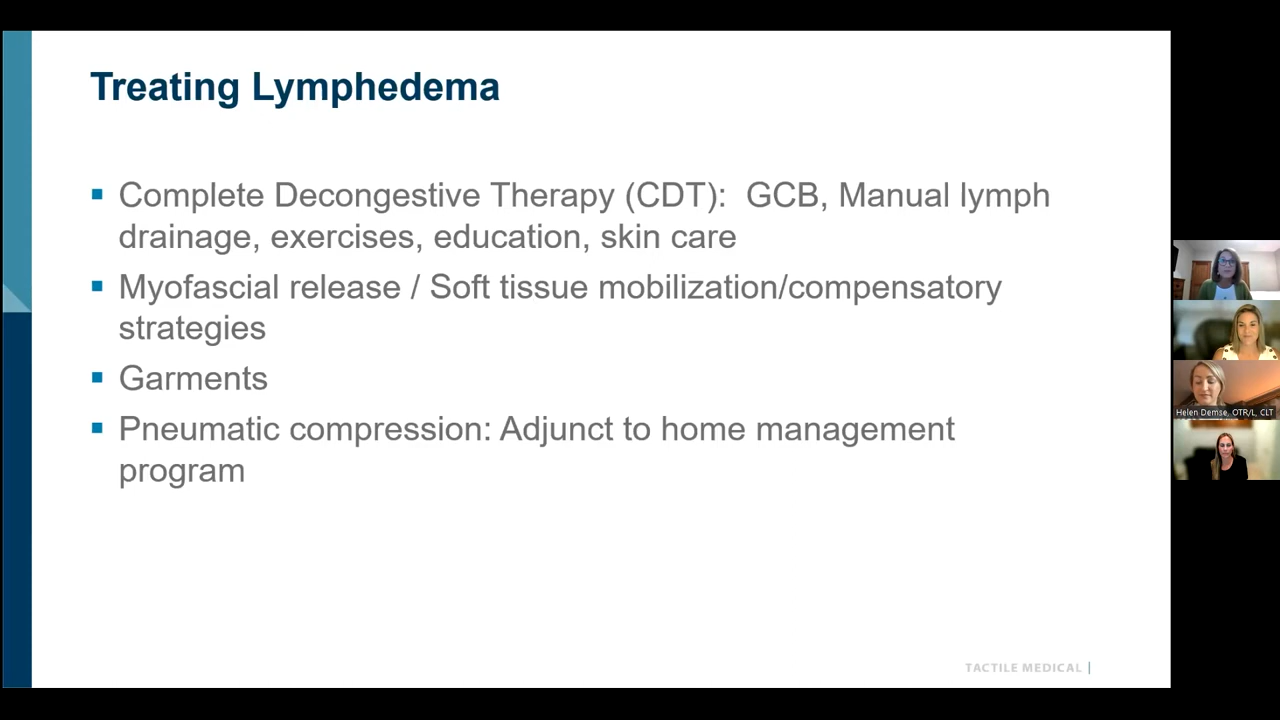 Treating Lymphedema
▪ Complete Decongestive Therapy (CDT):  GCB, Manual lymph
drainage, exercises, education, skin care
▪ Myofascial release / Soft tissue mobilization/compensatory
strategies
▪ Garments
▪ Pneumatic compression: Adjunct to home management
program
Helen Demse, OTR/L, CLT
TACTILE MEDICAL |